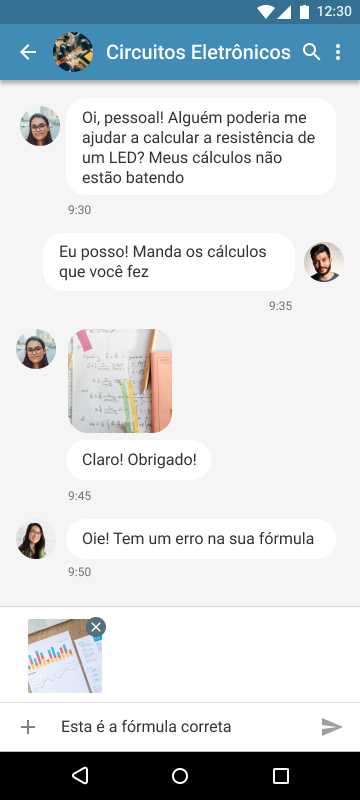 12:30
Circuitos Eletrônicos
Oi, pessoal! Alguém poderia me
ajudar a calcular a resistência de
um LED? Meus cálculos não
estão batendo
9:30
Eu posso! Manda os cálculos
que você fez
9:35
Claro! Obrigado!
9:45
Oie! Tem um erro na sua fórmula
9:50
Esta é a fórmula correta